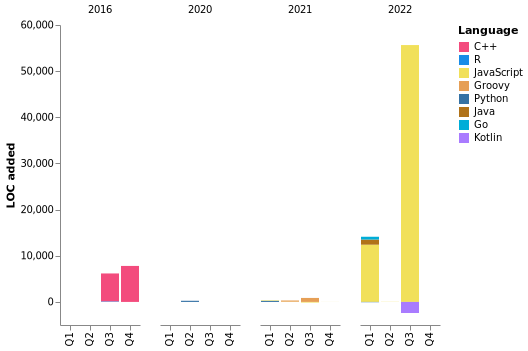 2016 2020 2021 2022
Language
C++
R
JavaScript
Groovy
Python
Java
Go
Kotlin
LOC added
60,000
50,000
40,000
30,000
20,000
10,000
0
Q1 Q2 Q3 Q4 Q1 Q2 Q3 Q4 Q1 Q2 Q3 Q4 Q1 Q2 Q3 Q4